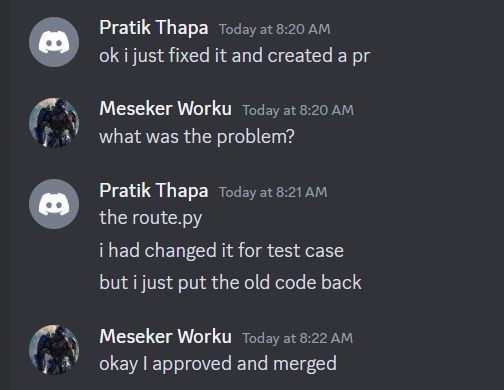 Pratik Thapa Today at 8:20 AM
ok i just fixed it and created a pr
Meseker Worku Today at 8:20 AM
what was the problem?
Pratik Thapa Today at 8:21 AM
the route.py
i had changed it for test case
but i just put the old code back
Meseker Worku Today at 8:22 AM
okay I approved and merged